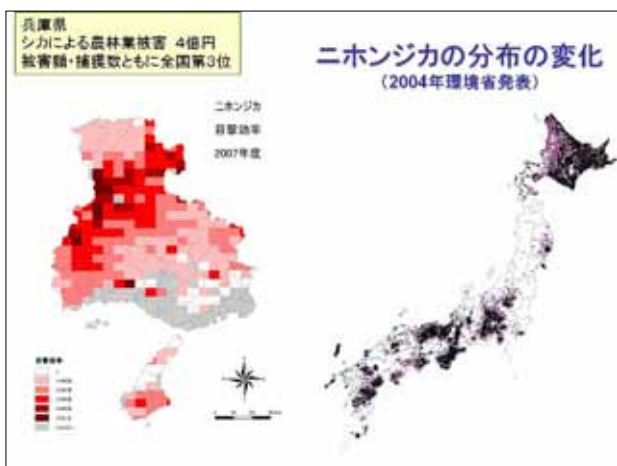 兵庫県
シカによる農林業被害 4億円
被害額・捕獲数ともに全国第3位
ニホンジカの分布の変化
(2004年環境省発表)
ニホンジカ
目撃効率
2007年度